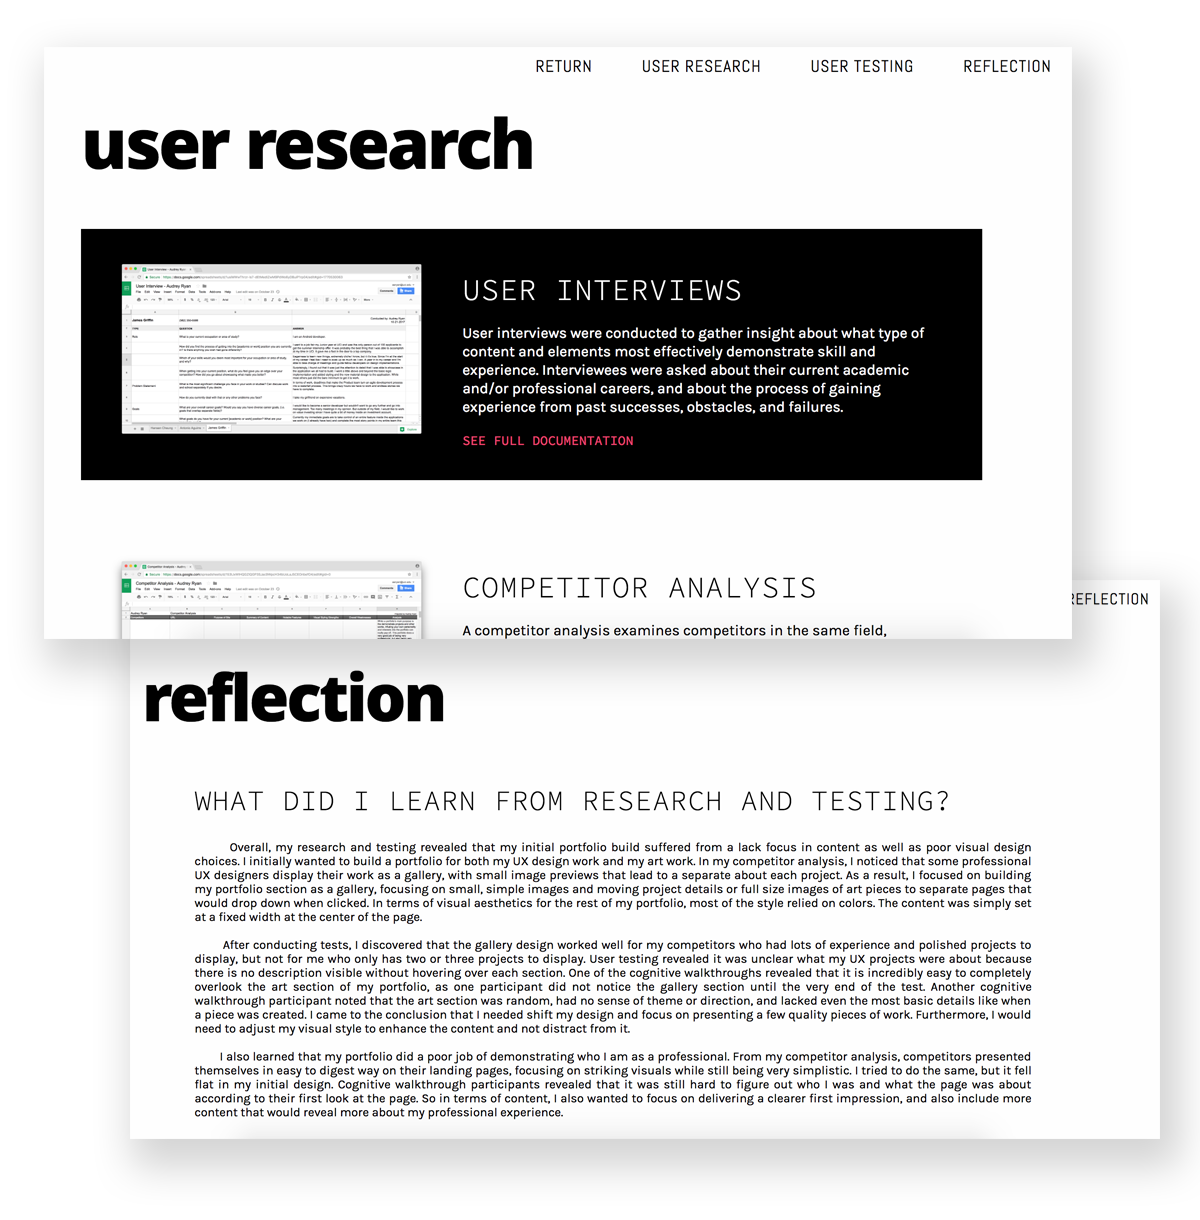 RETURN USER RESEARCH USER TESTING REFLECTION
user research
User Interview - Audrey Ryan
James Griffin
USER INTERVIEWS
User interviews were conducted to gather insight about what type of
content and elements most effectively demonstrate skill and
experience. Interviewees were asked about their current academic
and/or professional careers, and about the process of gaining
experience from past successes, obstacles, and failures.
SEE FULL DOCUMENTATION
Competitor Analysis - Audrey Ryan
COMPETITOR ANALYSIS
A competitor analysis examines competitors in the same field,
REFLECTION
reflection
WHAT DID I LEARN FROM RESEARCH AND TESTING?
Overall, my research and testing revealed that my initial portfolio build suffered from a lack focus in content as well as poor visual design
choices. I initially wanted to build a portfolio for both my UX design work and my art work. In my competitor analysis, I noticed that some professional
UX designers display their work as a gallery, with small image previews that lead to a separate about each project. As a result, I focused on building
my portfolio section as a gallery, focusing on small, simple images and moving project details or full size images of art pieces to separate pages that
would drop down when clicked. In terms of visual aesthetics for the rest of my portfolio, most of the style relied on colors. The content was simply set
at a fixed width at the center of the page.
After conducting tests, I discovered that the gallery design worked well for my competitors who had lots of experience and polished projects to
display, but not for me who only has two or three projects to display. User testing revealed it was unclear what my UX projects were about because
there is no description visible without hovering over each section. One of the cognitive walkthroughs revealed that it is incredibly easy to completely
overlook the art section of my portfolio, as one participant did not notice the gallery section until the very end of the test. Another cognitive
walkthrough participant noted that the art section was random, had no sense of theme or direction, and lacked even the most basic details like when
a piece was created. I came to the conclusion that I needed shift my design and focus on presenting a few quality pieces of work. Furthermore, I would
need to adjust my visual style to enhance the content and not distract from it.
I also learned that my portfolio did a poor job of demonstrating who I am as a professional. From my competitor analysis, competitors presented
themselves in easy to digest way on their landing pages, focusing on striking visuals while still being very simplistic. I tried to do the same, but it fell
flat in my initial design. Cognitive walkthrough participants revealed that it was still hard to figure out who I was and what the page was about
according to their first look at the page. So in terms of content, I also wanted to focus on delivering a clearer first impression, and also include more
content that would reveal more about my professional experience.